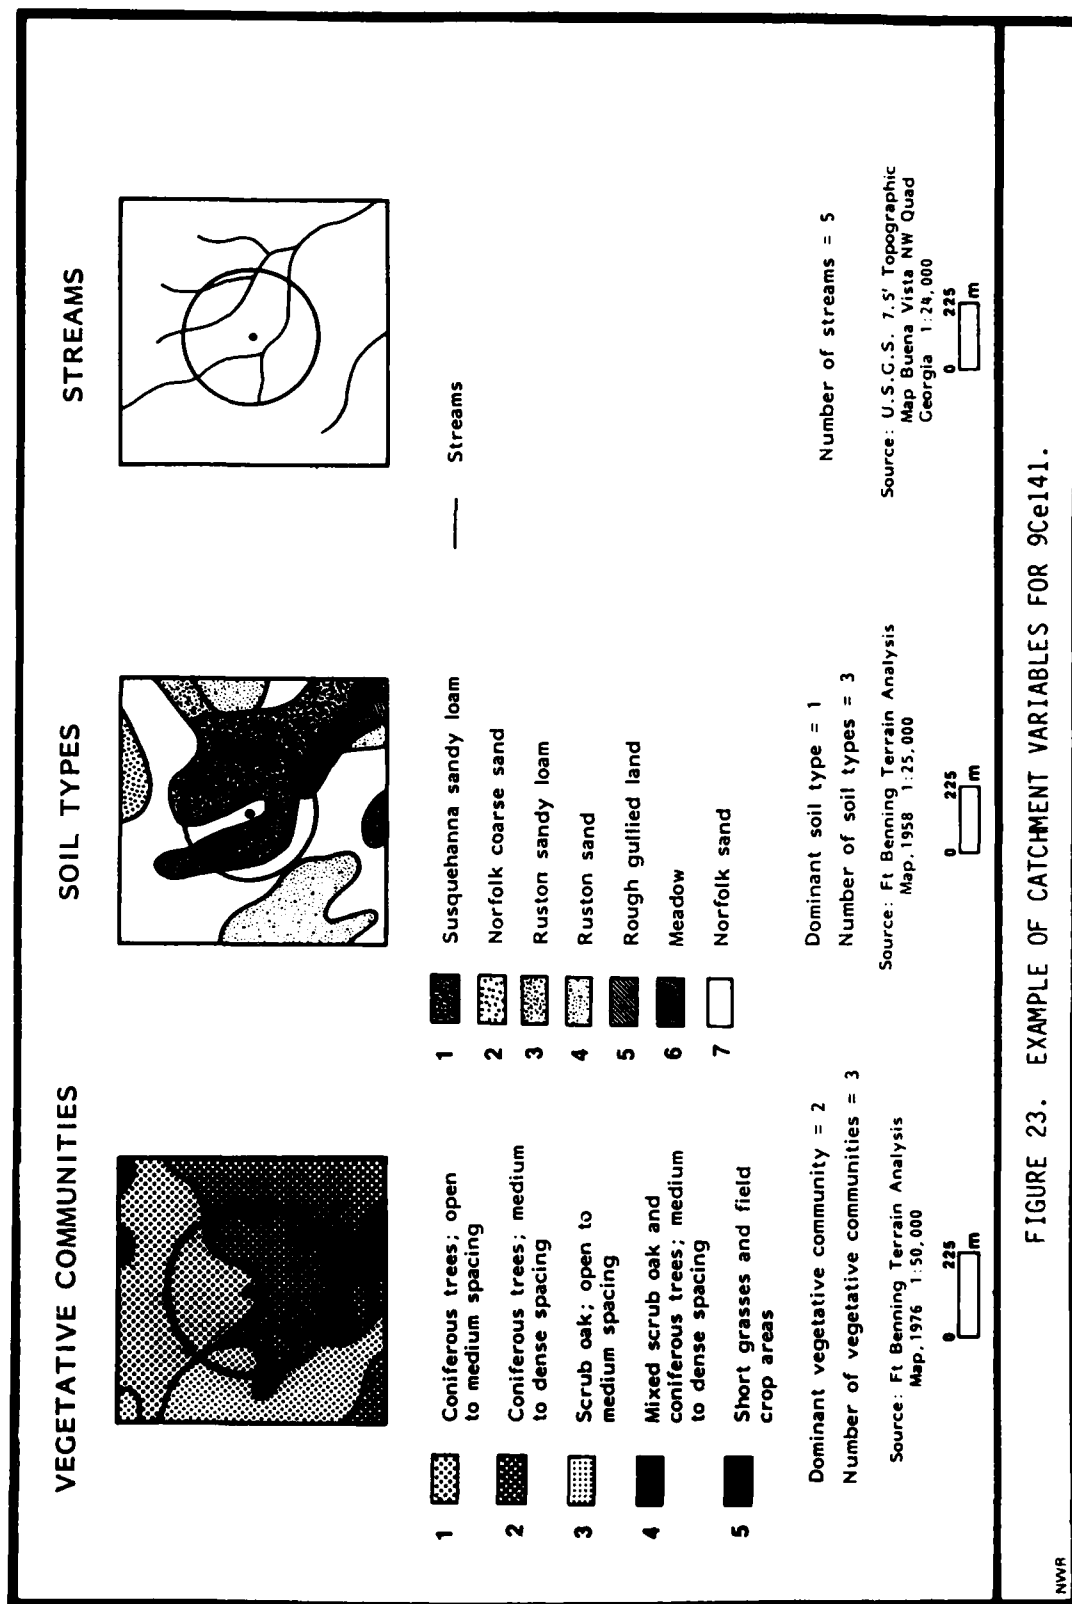 VEGETATIVE COMMUNITIES
1 Coniferous trees; open
to medium spacing
2 Coniferous trees; medium
to dense spacing
3 Scrub oak; open to
medium spacing
4 Mixed scrub oak and
coniferous trees; medium
to dense spacing
5 Short grasses and field
crop areas
Dominant vegetative community = 2
Number of vegetative communities = 3
Source: Ft Benning Terrain Analysis
Map, 1976 1:50,000
0 225
m
SOIL TYPES
1 Susquehanna sandy loam
2 Norfolk coarse sand
3 Ruston sandy loam
4 Ruston sand
5 Rough gullied land
6 Meadow
7 Norfolk sand
Dominant soil type = 1
Number of soil types = 3
Source: Ft Benning Terrain Analysis
Map, 1958 1:25,000
0 225
m
STREAMS
Streams
Number of streams = 5
Source: U.S.G.S. 7.5' Topographic
Map Buena Vista NW Quad
Georgia 1:24,000
0 225
m
FIGURE 23. EXAMPLE OF CATCHMENT VARIABLES FOR 9Ce141.
NWR